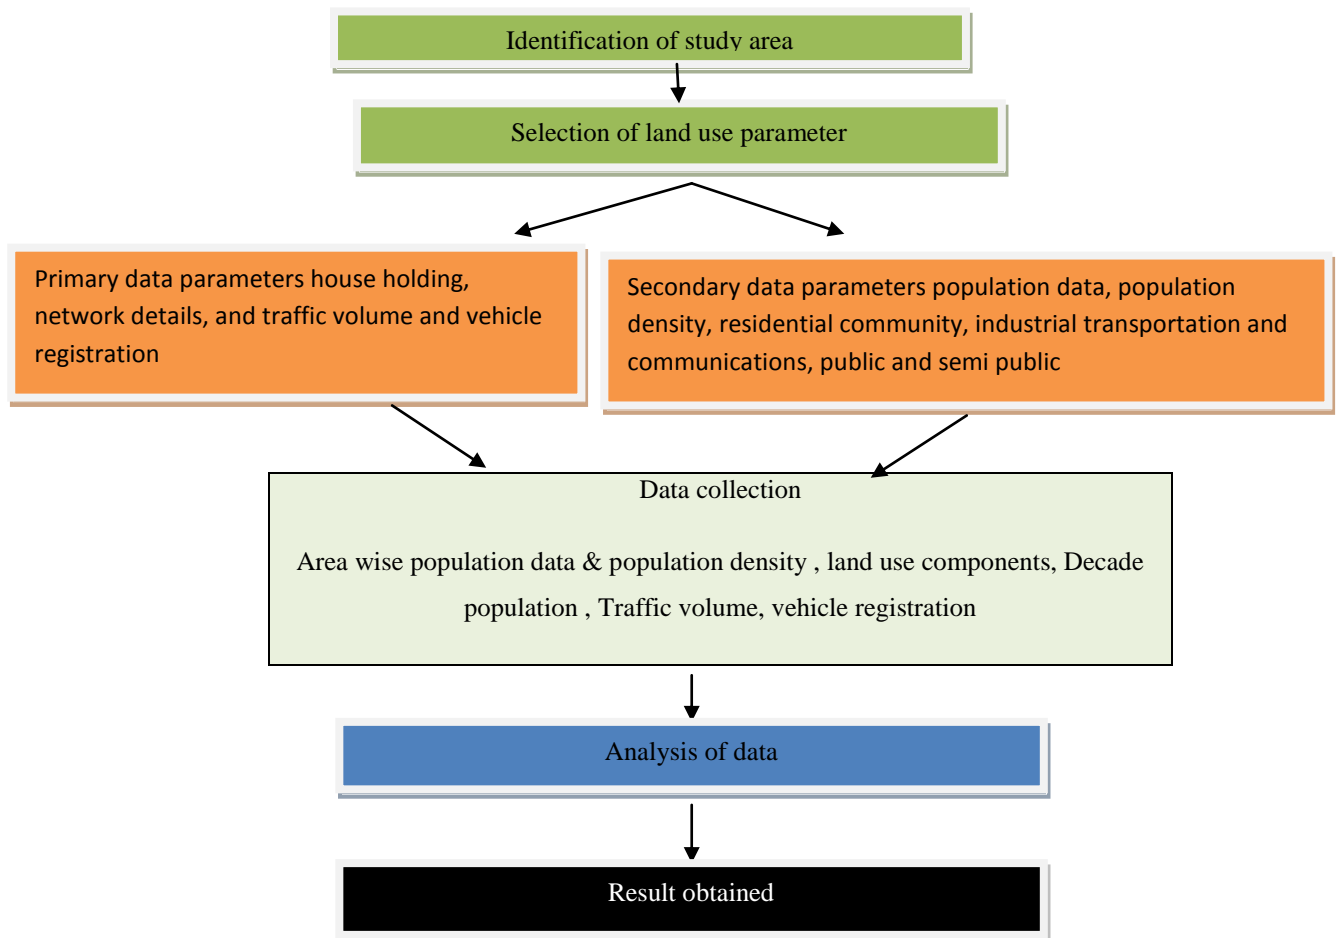 Identification of study area
Selection of land use parameter
Primary data parameters house holding,
network details, and traffic volume and vehicle
registration
Secondary data parameters population data, population
density, residential community, industrial transportation and
communications, public and semi public
Data collection
Area wise population data & population density , land use components, Decade
population , Traffic volume, vehicle registration
Analysis of data
Result obtained